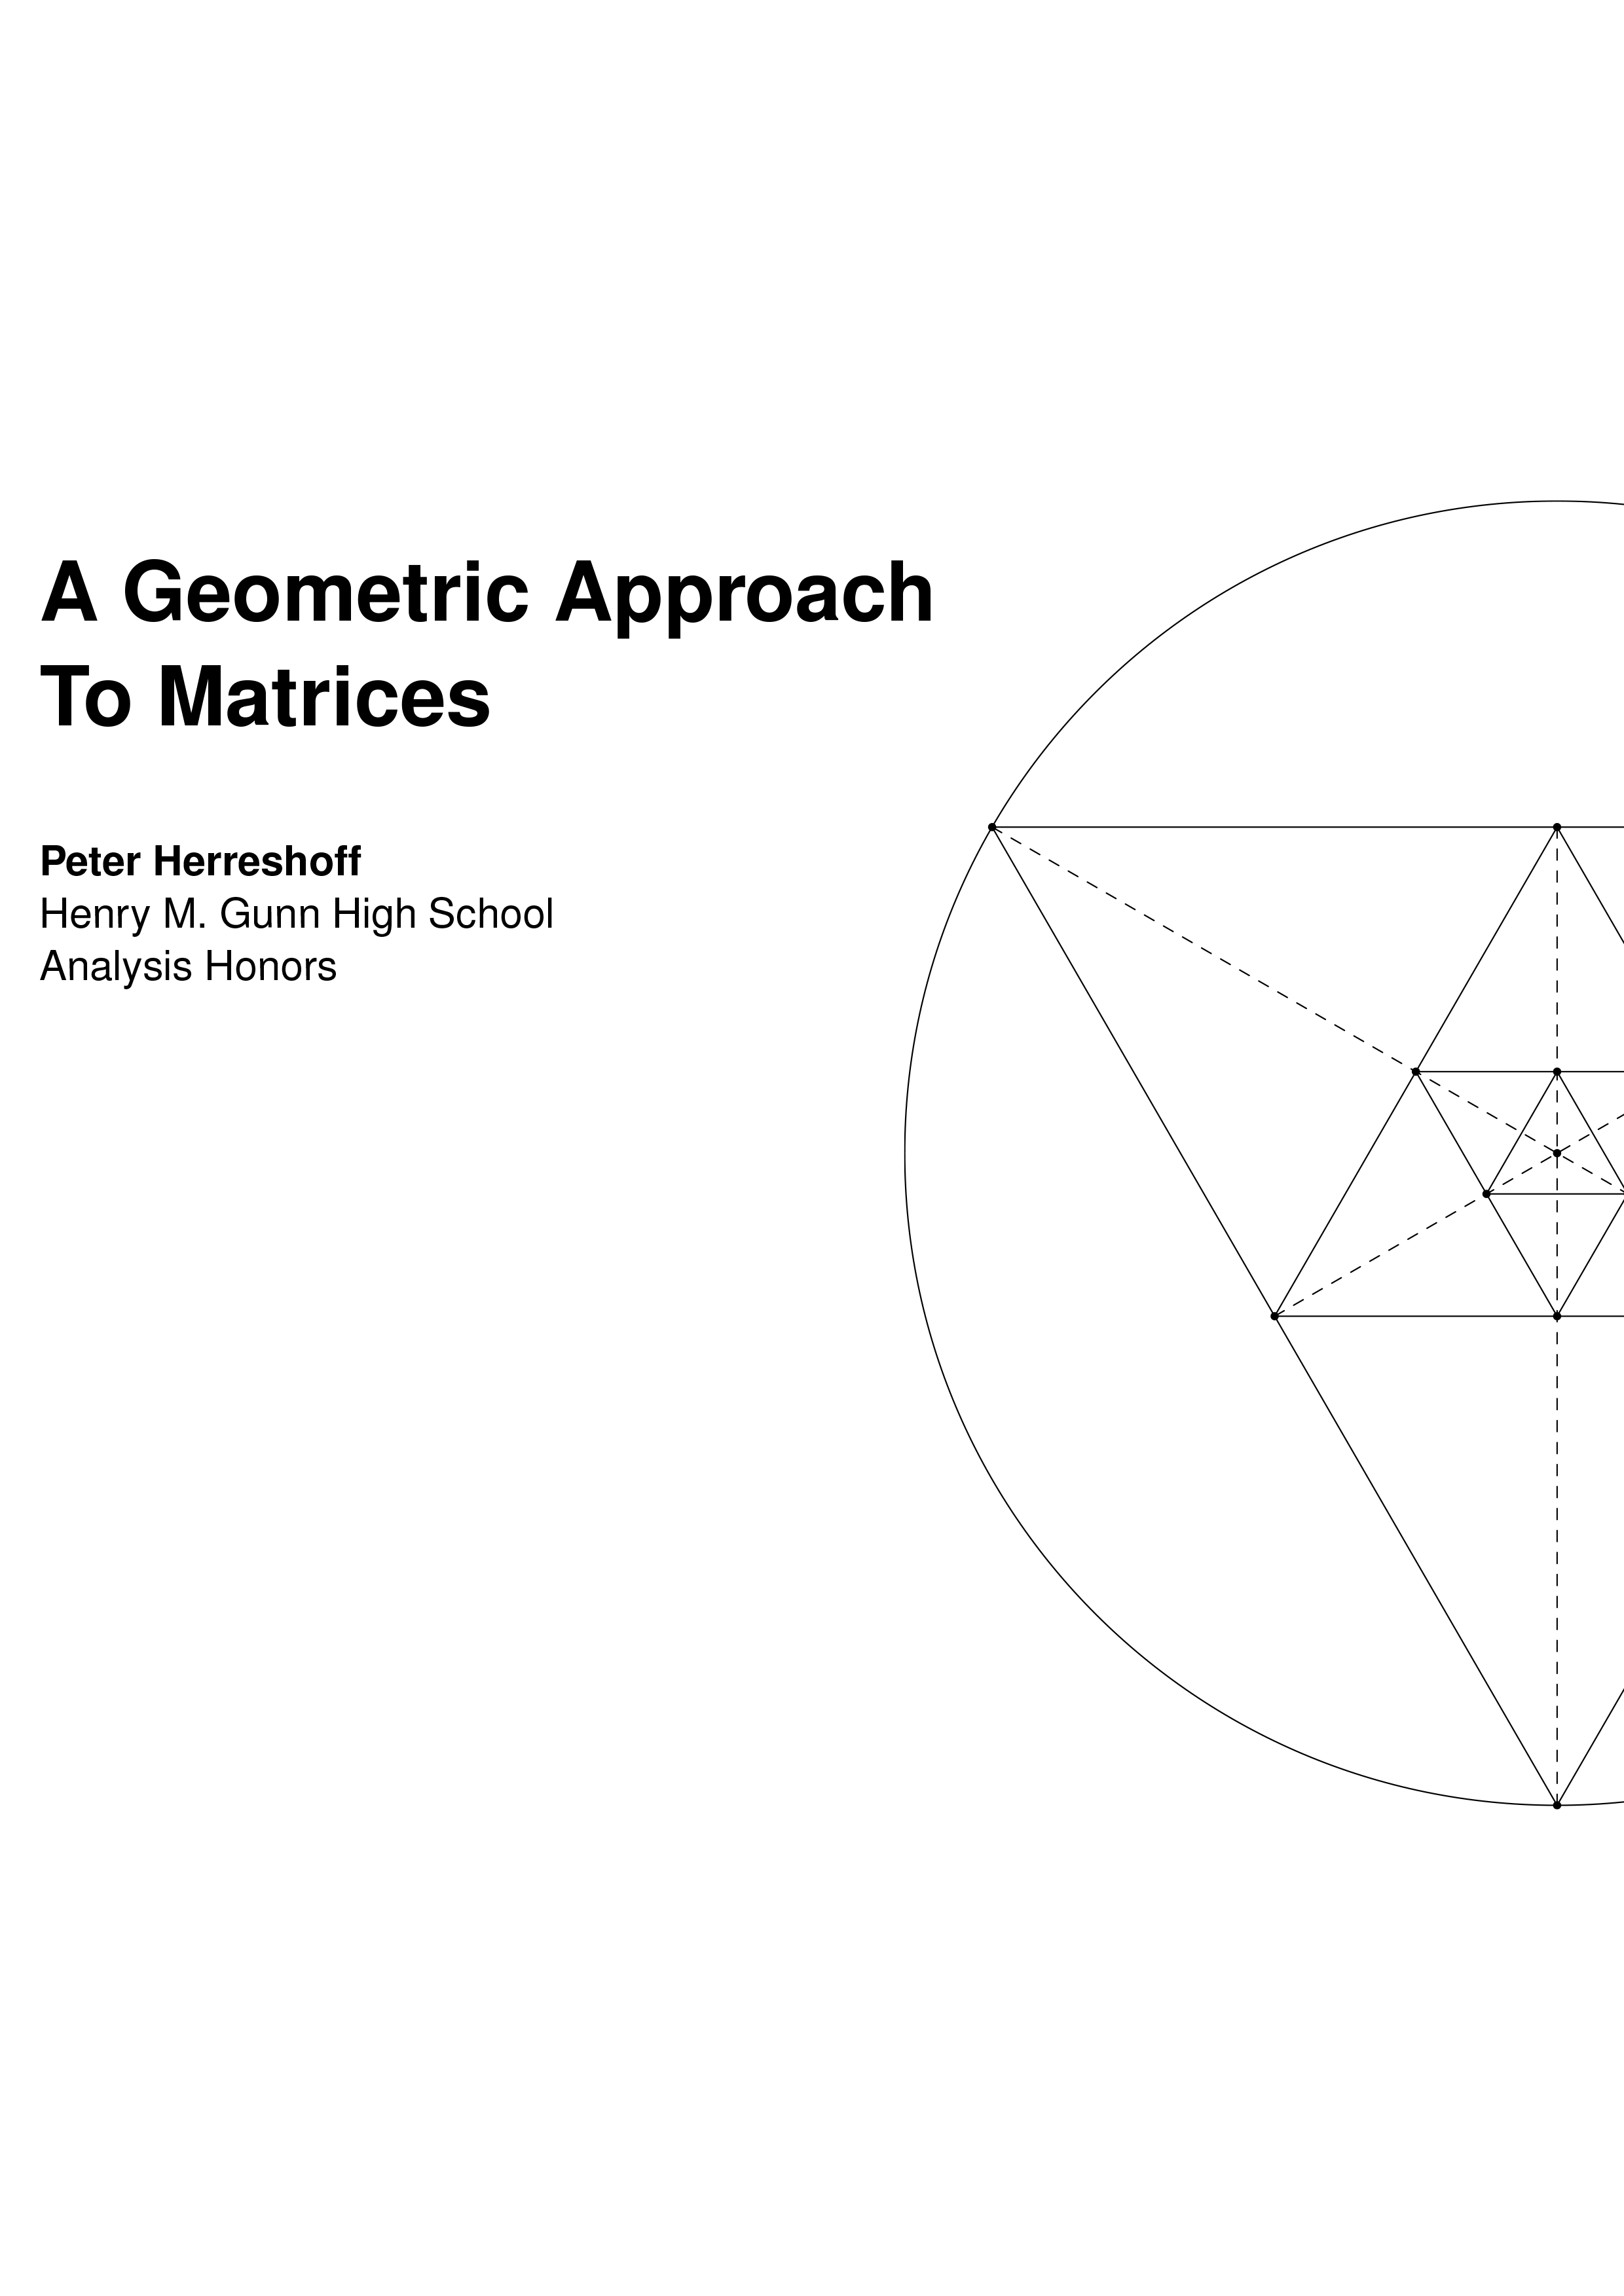 A Geometric Approach
To Matrices
Peter Herreshoff
Henry M. Gunn High School
Analysis Honors